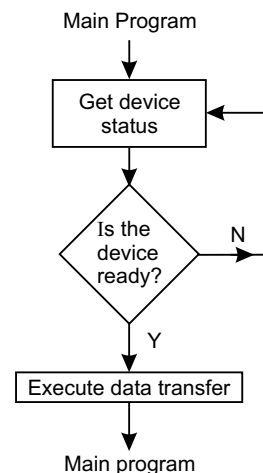 Main Program
Get device
status
Is the
device
ready?
N
Y
Execute data transfer
Main program